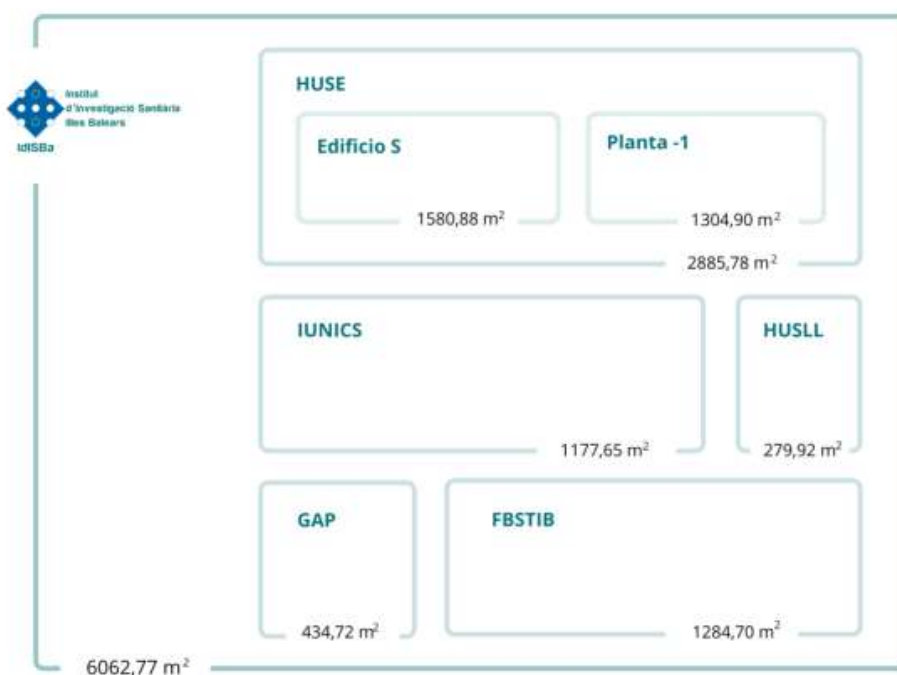 HUSE
Institut
d'Investigació Sanitària
Illes Balears
IdISBa
Edificio S
Planta -1
1580,88 m²
1304,90 m²
2885,78 m²
IUNICS
HUSLL
1177,65 m²
279,92 m²
GAP
FBSTIB
434,72 m²
1284,70 m²
6062,77 m²